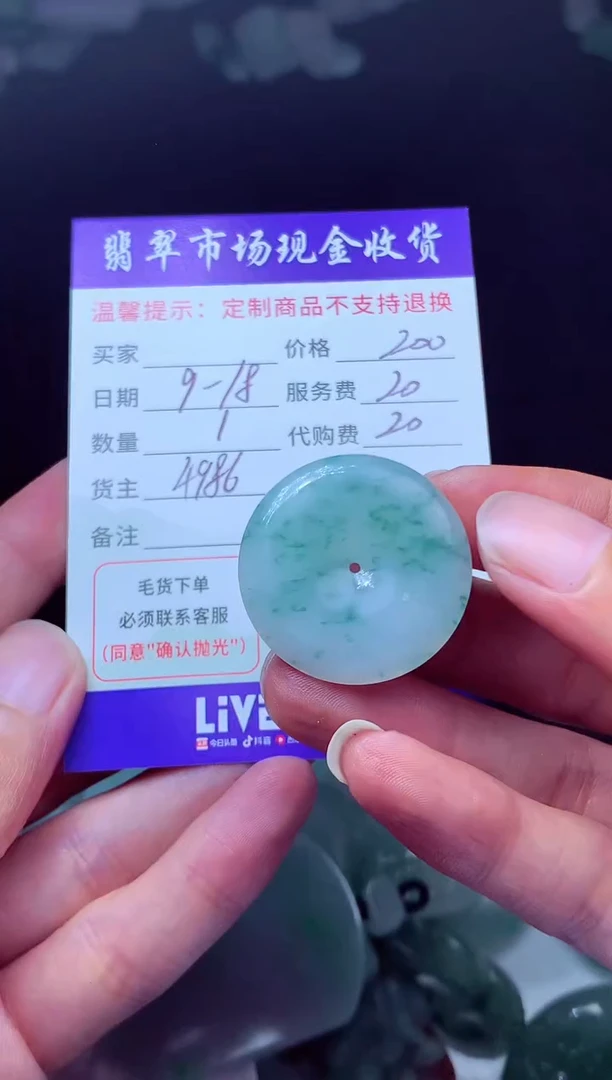 翡翠市场现金收货
温馨提示：定制商品不支持退换
买家 价格 200
日期 9-18 服务费 20
数量 1 代购费 20
货主 4986
备注
毛货下单
必须联系客服
(同意"确认抛光")
LiVE
今日头条 抖音